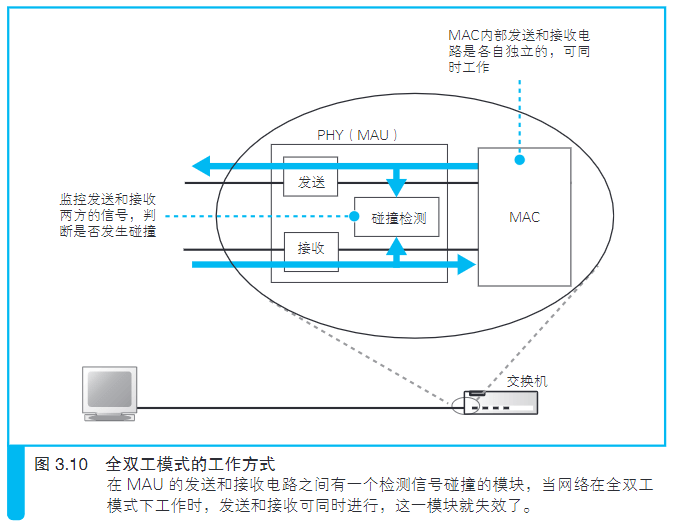 MAC内部发送和接收电
路是各自独立的，可同
时工作
PHY（MAU）
发送
监控发送和接收
两方的信号，判
断是否发生碰撞
碰撞检测
MAC
接收
交换机
图 3.10 全双工模式的工作方式
在 MAU 的发送和接收电路之间有一个检测信号碰撞的模块，当网络在全双工
模式下工作时，发送和接收可同时进行，这一模块就失效了。